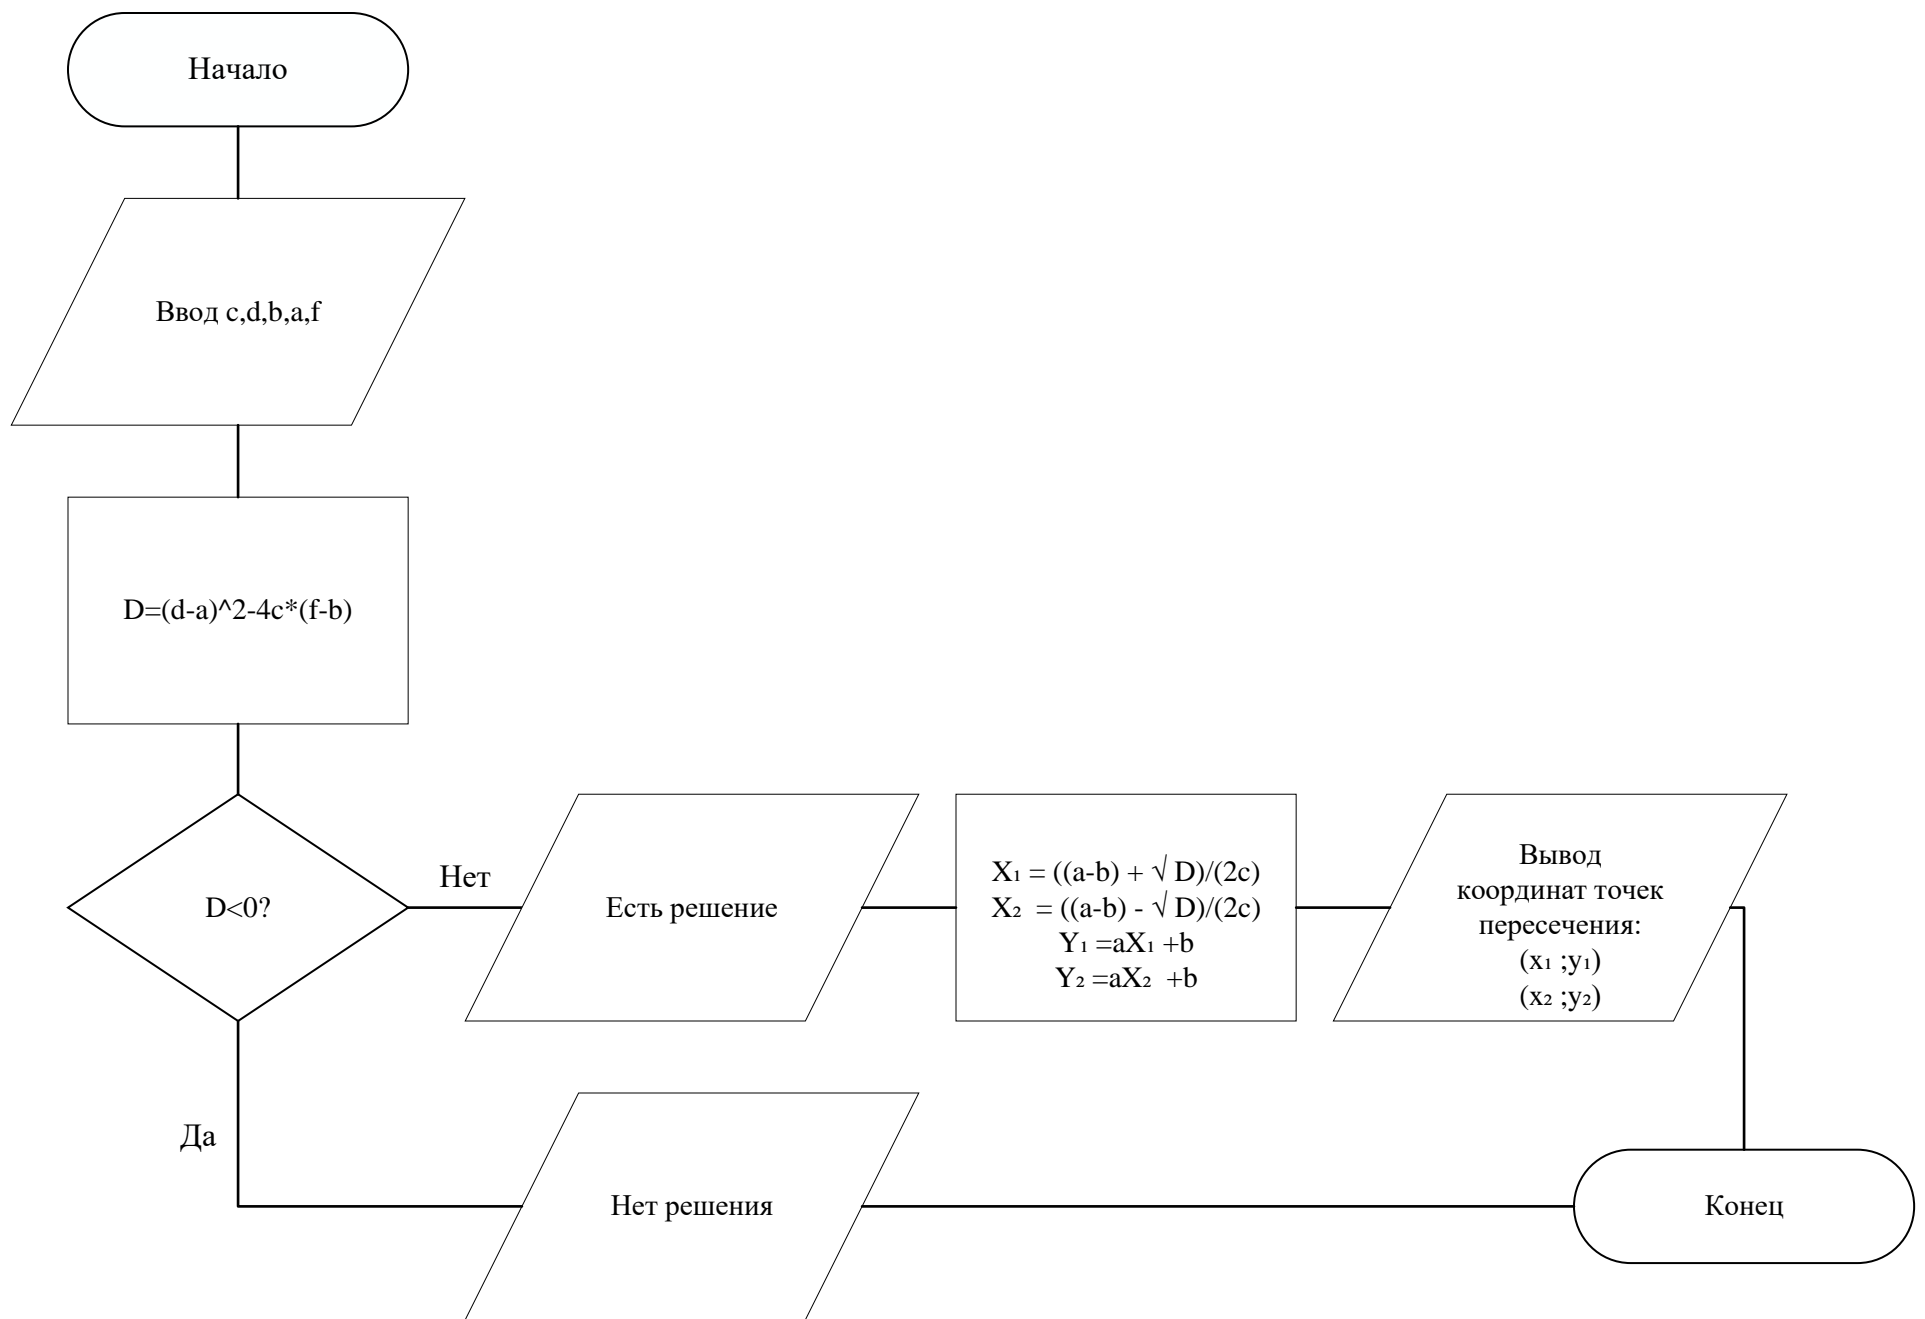 Начало
Ввод c,d,b,a,f
D=(d-a)^2-4c*(f-b)
D<0?
Нет
Есть решение
X₁ = ((a-b) + √ D)/(2c)
X₂  = ((a-b) - √ D)/(2c)
Y₁ =aX₁ +b
Y₂ =aX₂  +b
Вывод
координат точек
пересечения:
(x₁ ;y₁)
(x₂ ;y₂)
Да
Нет решения
Конец